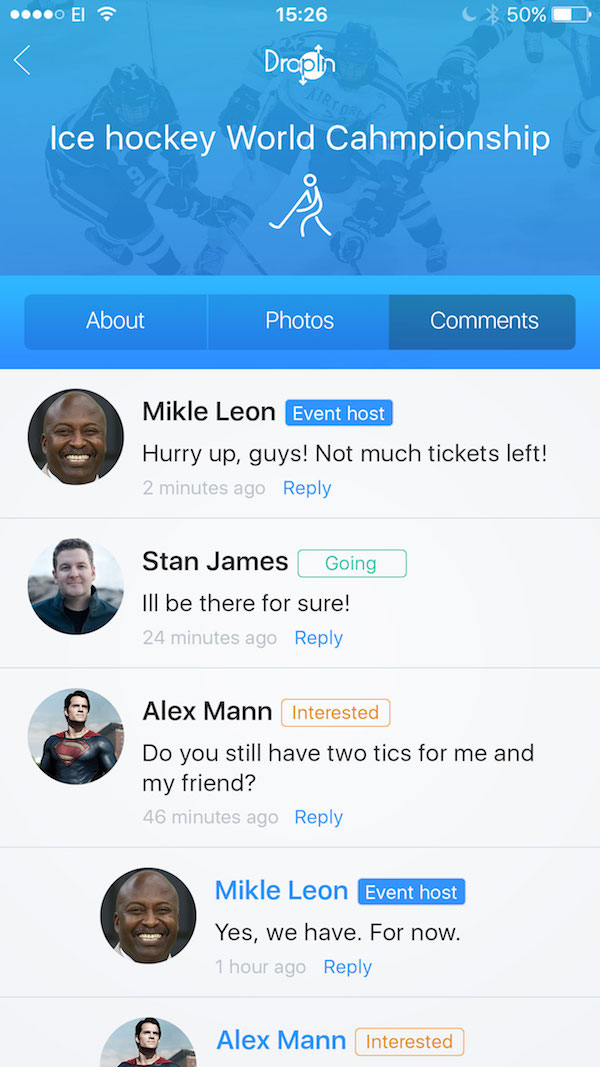 EI 15:26 50%
DropIn
Ice hockey World Cahmpionship
About Photos Comments
Mikle Leon Event host
Hurry up, guys! Not much tickets left!
2 minutes ago Reply
Stan James Going
Ill be there for sure!
24 minutes ago Reply
Alex Mann Interested
Do you still have two tics for me and
my friend?
46 minutes ago Reply
Mikle Leon Event host
Yes, we have. For now.
1 hour ago Reply
Alex Mann Interested